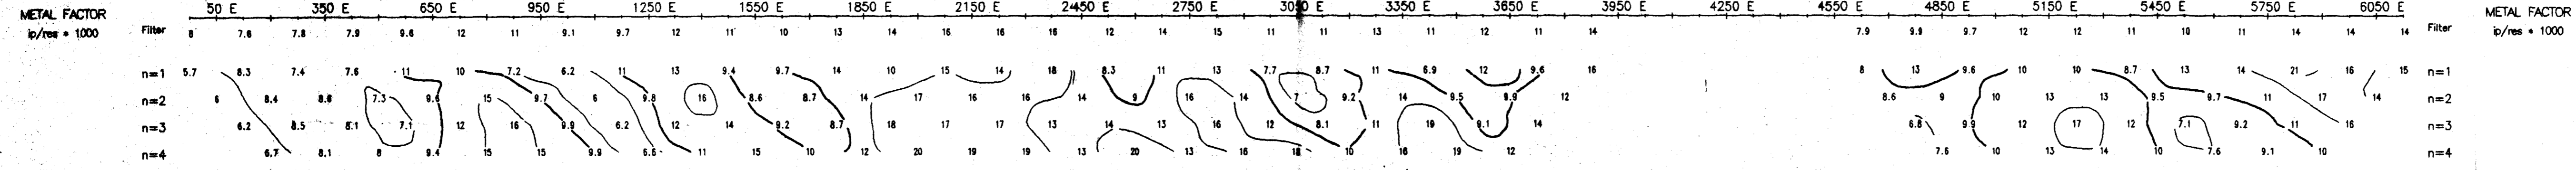 50 E 350 E 650 E 950 E 1250 E 1550 E 1850 E 2150 E 2450 E 2750 E 3050 E 3350 E 3650 E 3950 E 4250 E 4550 E 4850 E 5150 E 5450 E 5750 E 6050 E
METAL FACTOR METAL FACTOR
ip/res * 1000 Filter 8 7.6 7.8 7.9 9.6 12 11 9.1 9.7 12 11 10 13 14 16 16 16 12 14 15 11 11 13 11 12 11 14 7.9 9.9 9.7 12 12 11 10 11 14 14 14 Filter ip/res * 1000
n=1 5.7 8.3 7.4 7.6 11 10 7.2 6.2 11 13 9.4 9.7 14 10 15 14 18 8.3 11 13 7.7 8.7 11 6.9 12 9.6 16 8 13 9.6 10 10 8.7 13 14 21 16 15 n=1
n=2 6 8.4 8.8 7.3 9.6 15 9.7 6 9.8 16 8.6 8.7 14 17 16 16 14 9 16 14 7 9.2 14 9.5 9.9 12 8.6 9 10 13 13 9.5 9.7 11 17 14 n=2
n=3 6.2 8.5 8.1 7.1 12 16 9.9 6.2 12 14 9.2 8.7 18 17 17 13 14 13 16 12 8.1 11 19 9.1 14 6.8 9.9 12 17 12 7.1 9.2 11 16 n=3
n=4 6.7 8.1 8 9.4 15 15 9.9 6.6 11 15 10 12 20 19 19 13 20 13 16 18 10 16 19 12 7.6 10 13 14 10 7.6 9.1 10 n=4